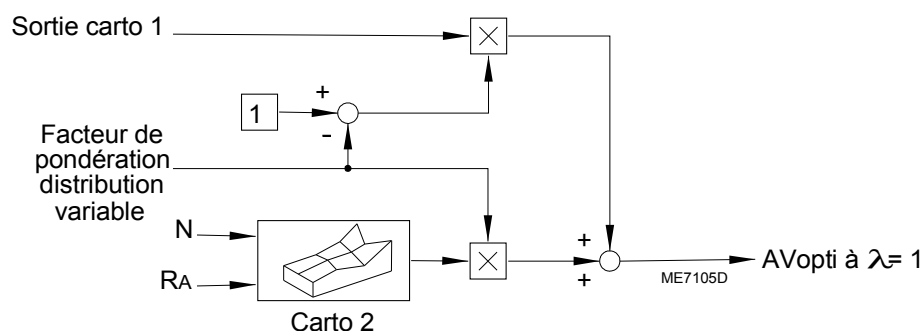 Sortie carto 1
×
+
1
-
Facteur de
pondération
distribution
variable
N
RA
Carto 2
×
+
+
ME7105D
AVopti à λ= 1